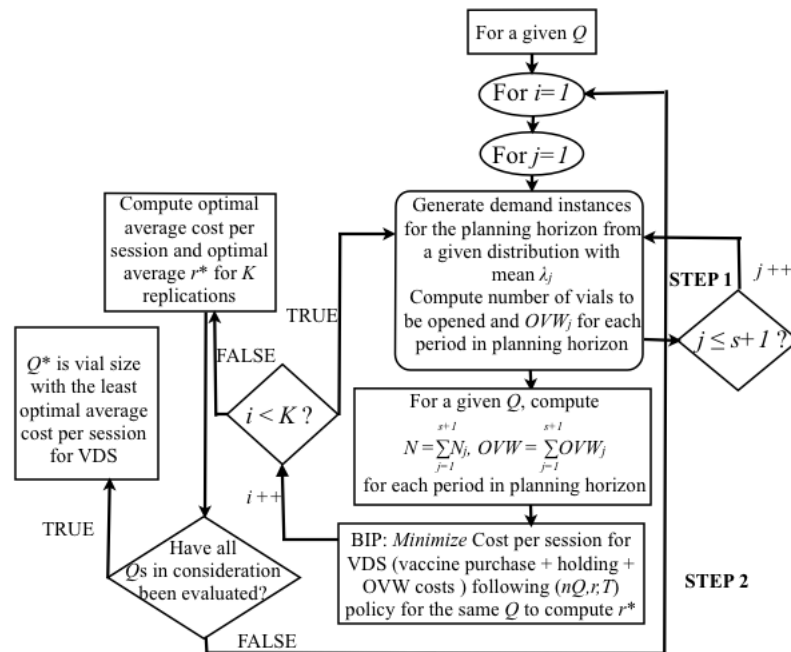 For a given Q
For i=1
For j=1
Generate demand instances
for the planning horizon from
a given distribution with
mean λj
Compute number of vials to
be opened and OVWj for each
period in planning horizon
STEP 1
j ++
j ≤ s+1 ?
For a given Q, compute
s+1 s+1
N = ∑Nj, OVW = ∑OVWj
j=1 j=1
for each period in planning horizon
BIP: Minimize Cost per session for
VDS (vaccine purchase + holding +
OVW costs ) following (nQ,r,T)
policy for the same Q to compute r*
STEP 2
i ++
i < K ?
TRUE
FALSE
Compute optimal
average cost per
session and optimal
average r* for K
replications
Have all
Qs in consideration
been evaluated?
TRUE
FALSE
Q* is vial size
with the least
optimal average
cost per session
for VDS